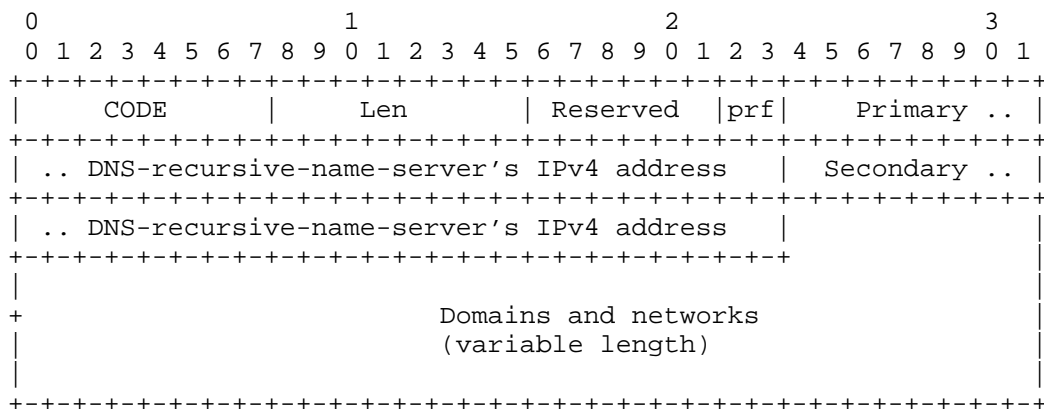 0                   1                   2                   3
 0 1 2 3 4 5 6 7 8 9 0 1 2 3 4 5 6 7 8 9 0 1 2 3 4 5 6 7 8 9 0 1
+-+-+-+-+-+-+-+-+-+-+-+-+-+-+-+-+-+-+-+-+-+-+-+-+-+-+-+-+-+-+-+-+
|     CODE      |     Len       | Reserved  |prf|    Primary .. |
+-+-+-+-+-+-+-+-+-+-+-+-+-+-+-+-+-+-+-+-+-+-+-+-+-+-+-+-+-+-+-+-+
| .. DNS-recursive-name-server’s IPv4 address   |  Secondary .. |
+-+-+-+-+-+-+-+-+-+-+-+-+-+-+-+-+-+-+-+-+-+-+-+-+-+-+-+-+-+-+-+-+
| .. DNS-recursive-name-server’s IPv4 address   |               |
+-+-+-+-+-+-+-+-+-+-+-+-+-+-+-+-+-+-+-+-+-+-+-+-+               |
|                                                               |
+                          Domains and networks                 |
|                          (variable length)                    |
|                                                               |
+-+-+-+-+-+-+-+-+-+-+-+-+-+-+-+-+-+-+-+-+-+-+-+-+-+-+-+-+-+-+-+-+